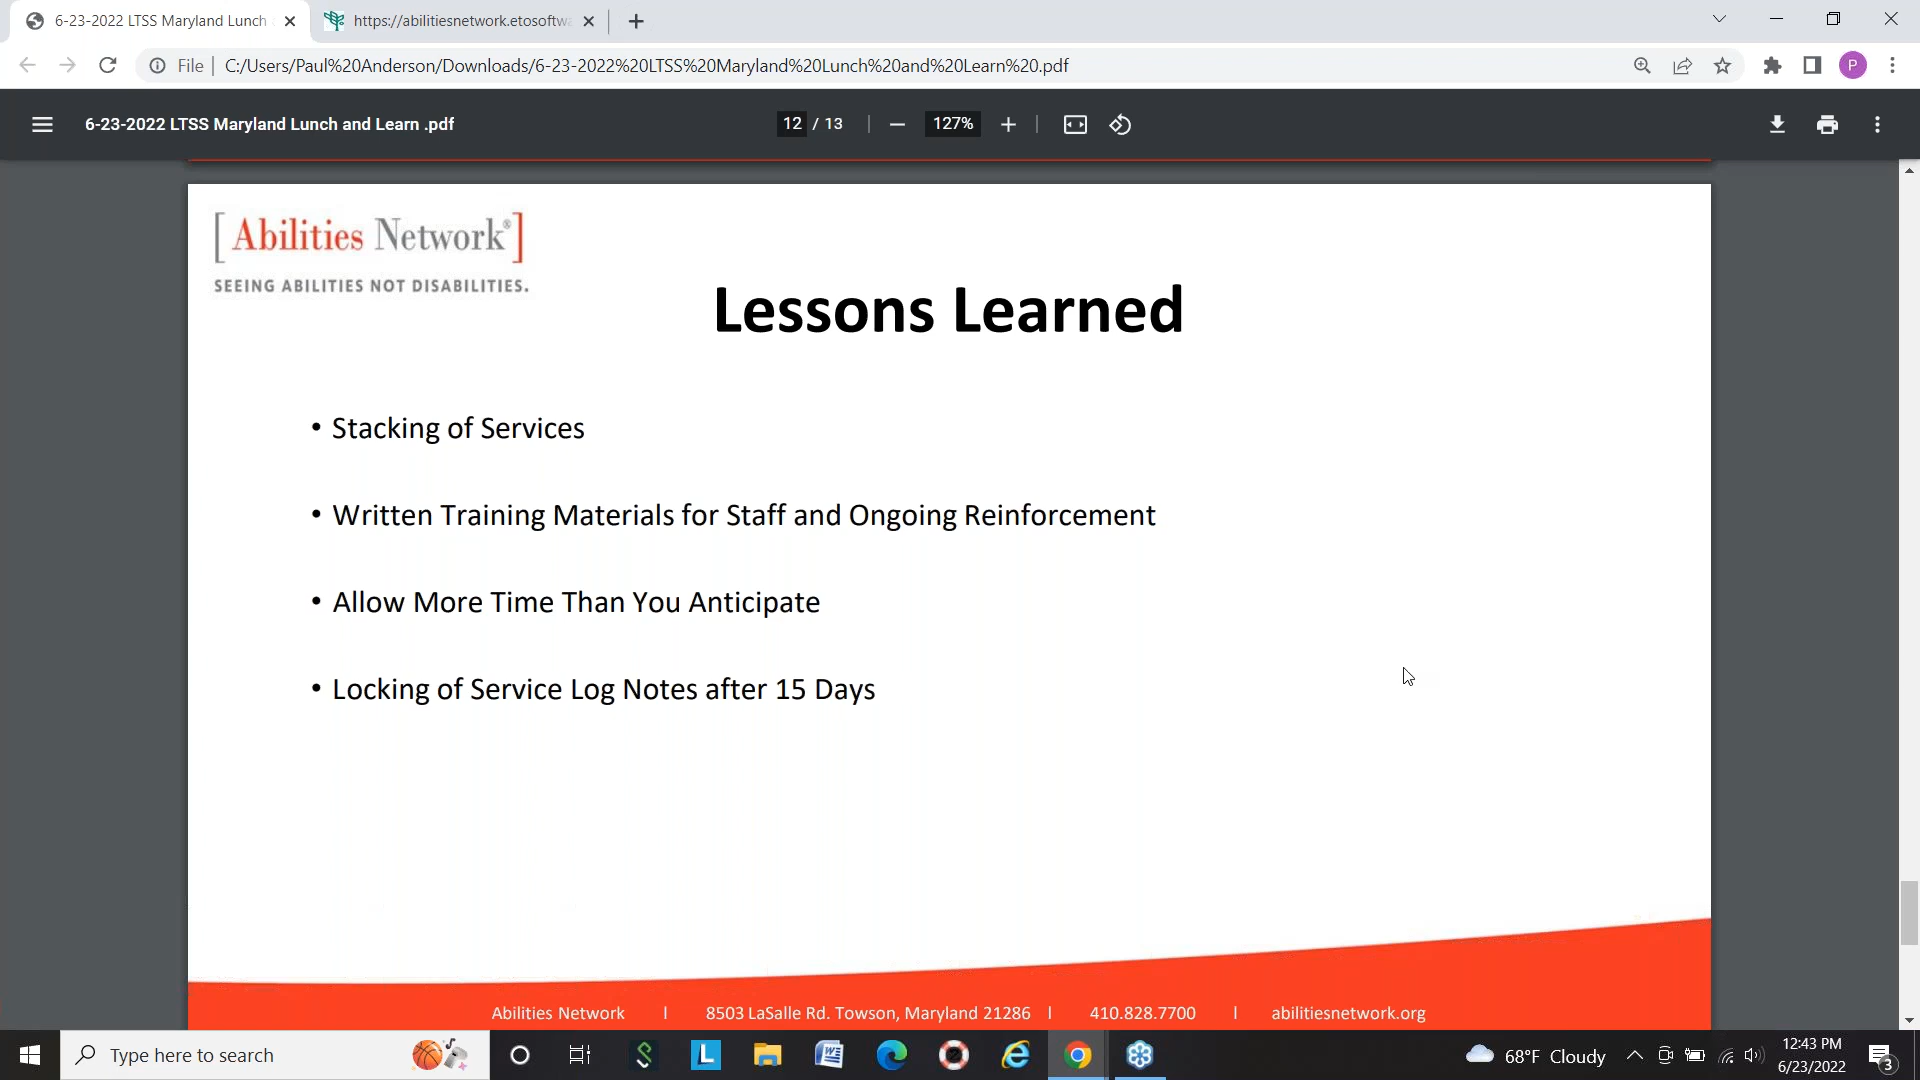 6-23-2022 LTSS Maryland Lunch
https://abilitiesnetwork.etosoftw
File
C:/Users/Paul%20Anderson/Downloads/6-23-2022%20LTSS%20Maryland%20Lunch%20and%20Learn%20.pdf
P
6-23-2022 LTSS Maryland Lunch and Learn .pdf
12 / 13
127%
[Abilities Network®]
SEEING ABILITIES NOT DISABILITIES.
Lessons Learned
• Stacking of Services
• Written Training Materials for Staff and Ongoing Reinforcement
• Allow More Time Than You Anticipate
• Locking of Service Log Notes after 15 Days
Abilities Network | 8503 LaSalle Rd. Towson, Maryland 21286 | 410.828.7700 | abilitiesnetwork.org
Type here to search
L
W
68°F Cloudy
12:43 PM
6/23/2022
3